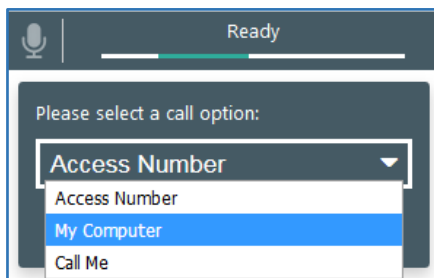 Ready
Please select a call option:
Access Number
Access Number
My Computer
Call Me